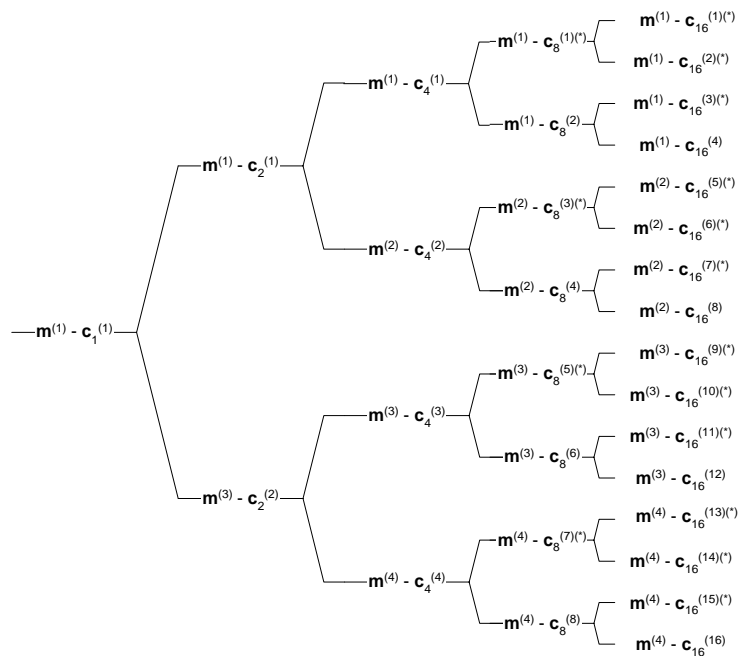 m(1) - c16(1)(*)
m(1) - c8(1)(*)
m(1) - c16(2)(*)
m(1) - c4(1)
m(1) - c16(3)(*)
m(1) - c8(2)
m(1) - c16(4)
m(1) - c2(1)
m(2) - c16(5)(*)
m(2) - c8(3)(*)
m(2) - c16(6)(*)
m(2) - c4(2)
m(2) - c16(7)(*)
m(2) - c8(4)
m(2) - c16(8)
m(1) - c1(1)
m(3) - c16(9)(*)
m(3) - c8(5)(*)
m(3) - c16(10)(*)
m(3) - c4(3)
m(3) - c16(11)(*)
m(3) - c8(6)
m(3) - c16(12)
m(3) - c2(2)
m(4) - c16(13)(*)
m(4) - c8(7)(*)
m(4) - c16(14)(*)
m(4) - c4(4)
m(4) - c16(15)(*)
m(4) - c8(8)
m(4) - c16(16)